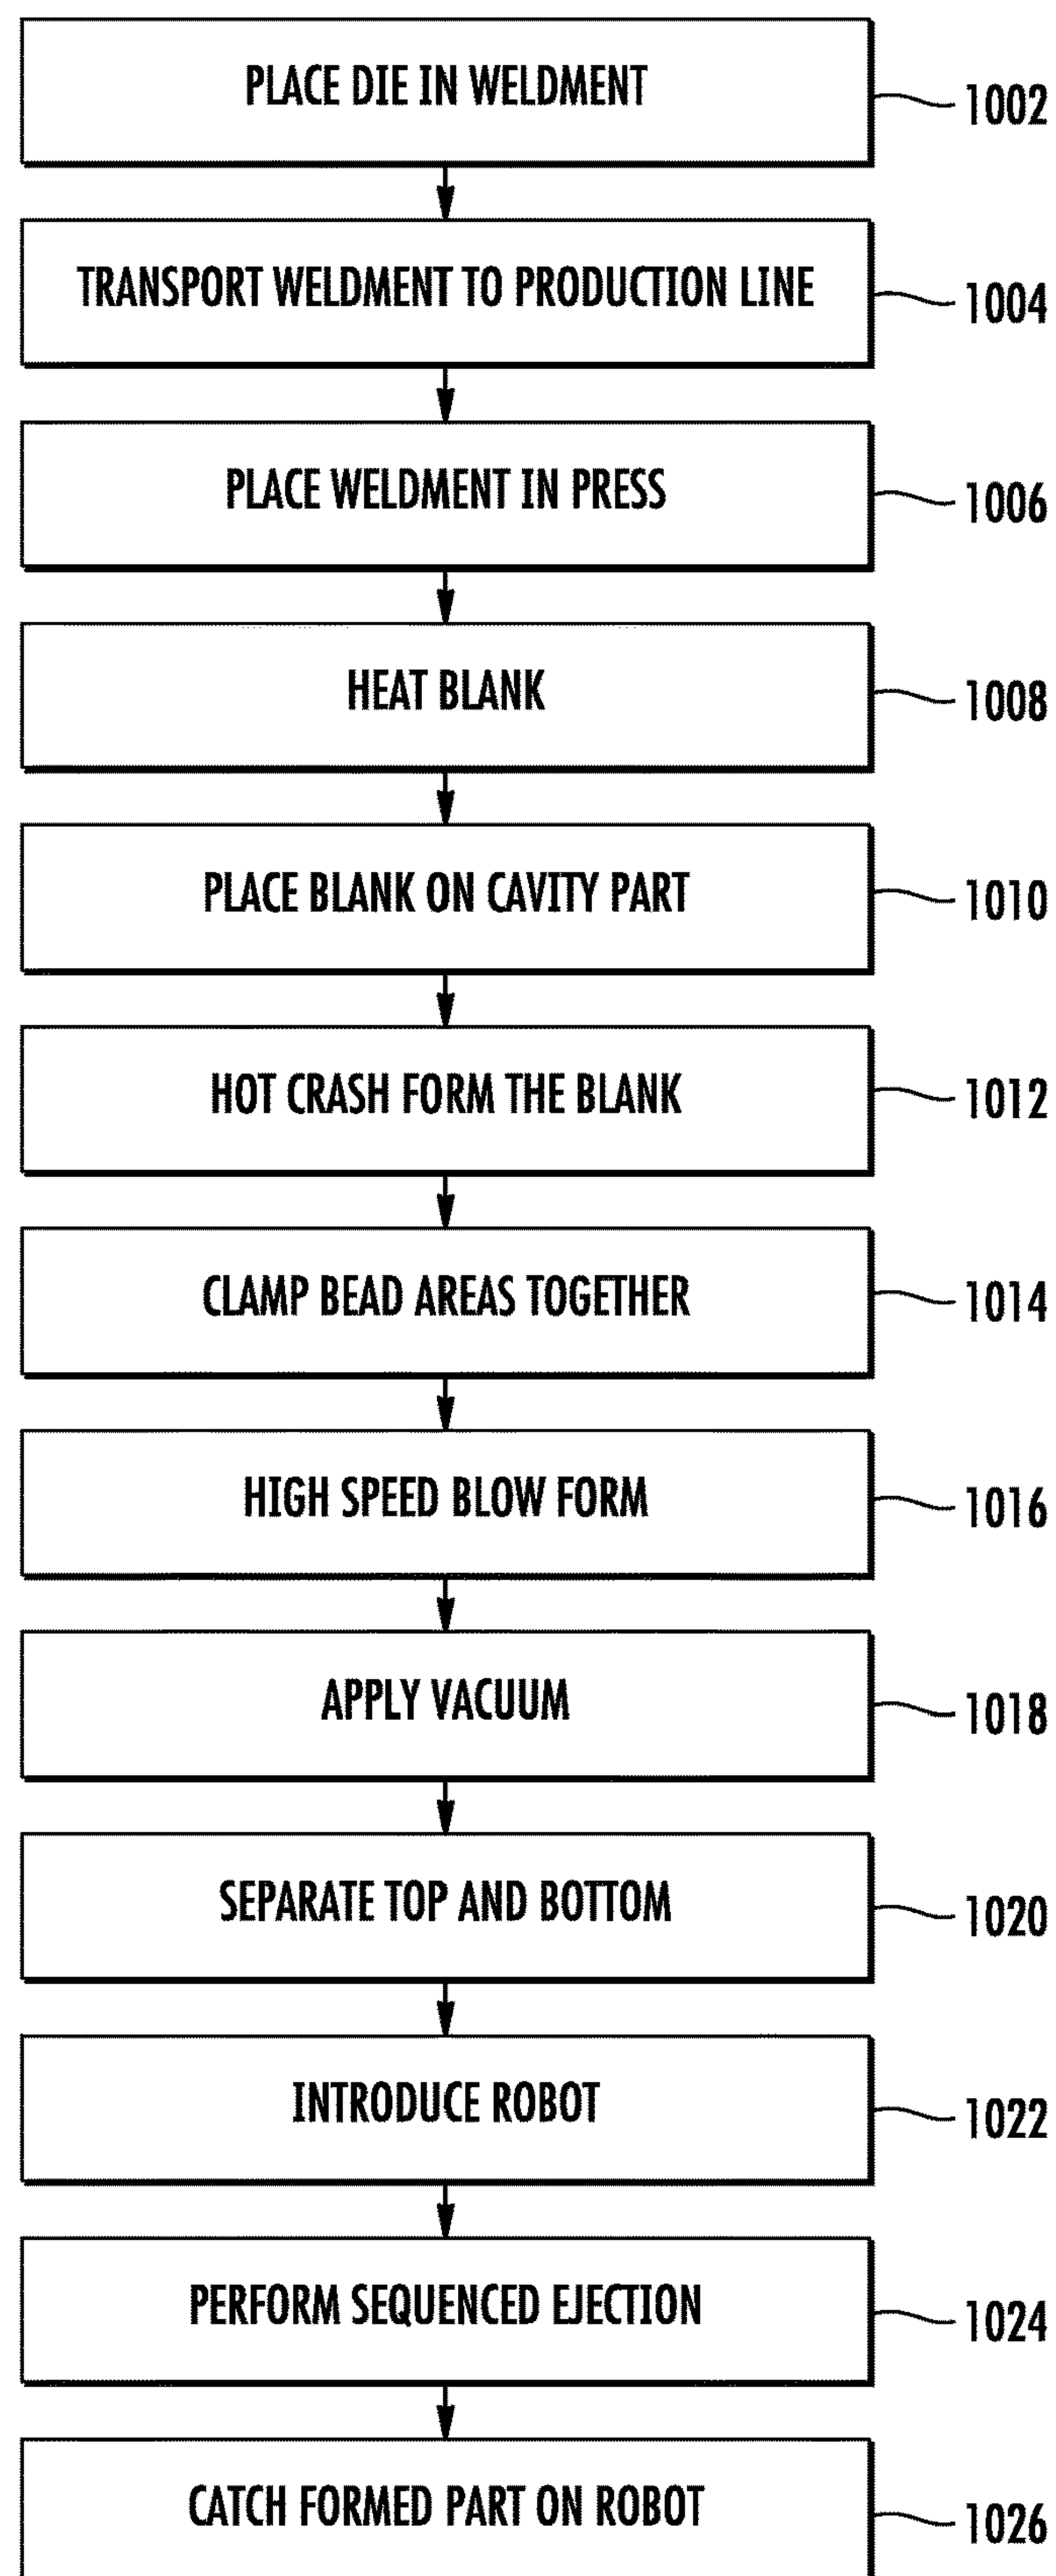 PLACE DIE IN WELDMENT
1002
TRANSPORT WELDMENT TO PRODUCTION LINE
1004
PLACE WELDMENT IN PRESS
1006
HEAT BLANK
1008
PLACE BLANK ON CAVITY PART
1010
HOT CRASH FORM THE BLANK
1012
CLAMP BEAD AREAS TOGETHER
1014
HIGH SPEED BLOW FORM
1016
APPLY VACUUM
1018
SEPARATE TOP AND BOTTOM
1020
INTRODUCE ROBOT
1022
PERFORM SEQUENCED EJECTION
1024
CATCH FORMED PART ON ROBOT
1026